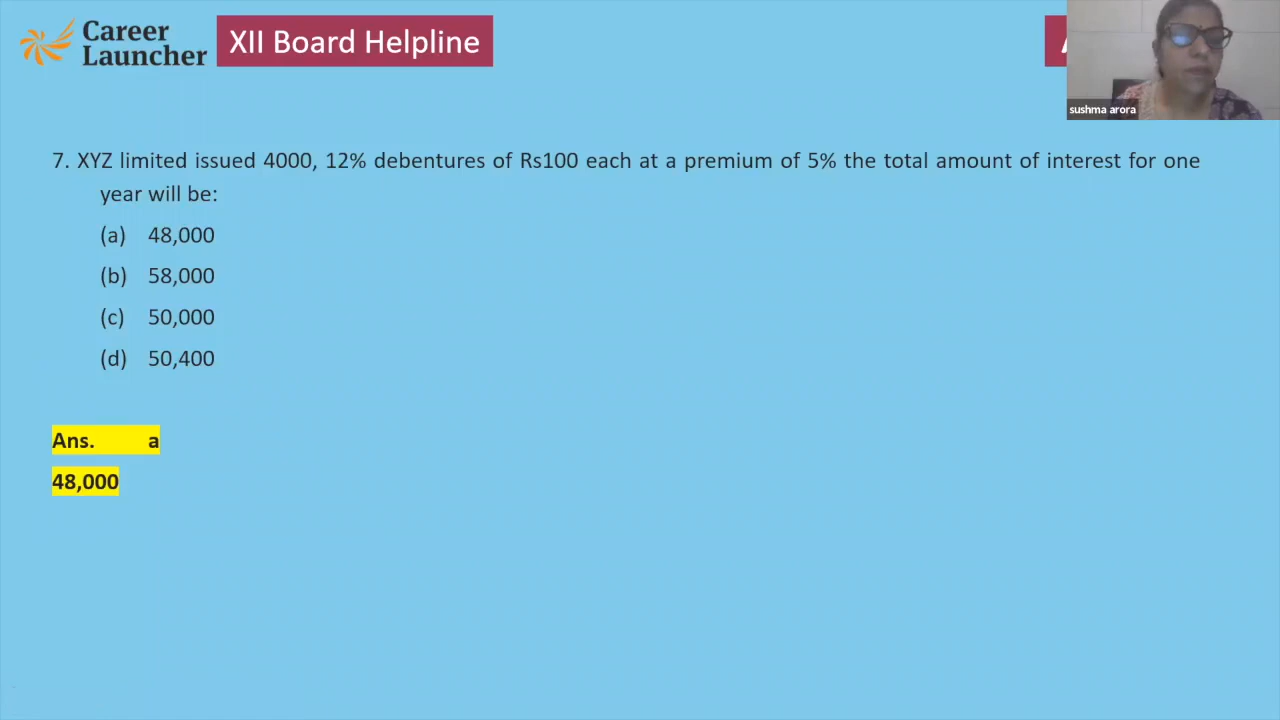 Career
Launcher
XII Board Helpline
sushma arora
7. XYZ limited issued 4000, 12% debentures of Rs100 each at a premium of 5% the total amount of interest for one
year will be:
(a) 48,000
(b) 58,000
(c) 50,000
(d) 50,400
Ans. a
48,000